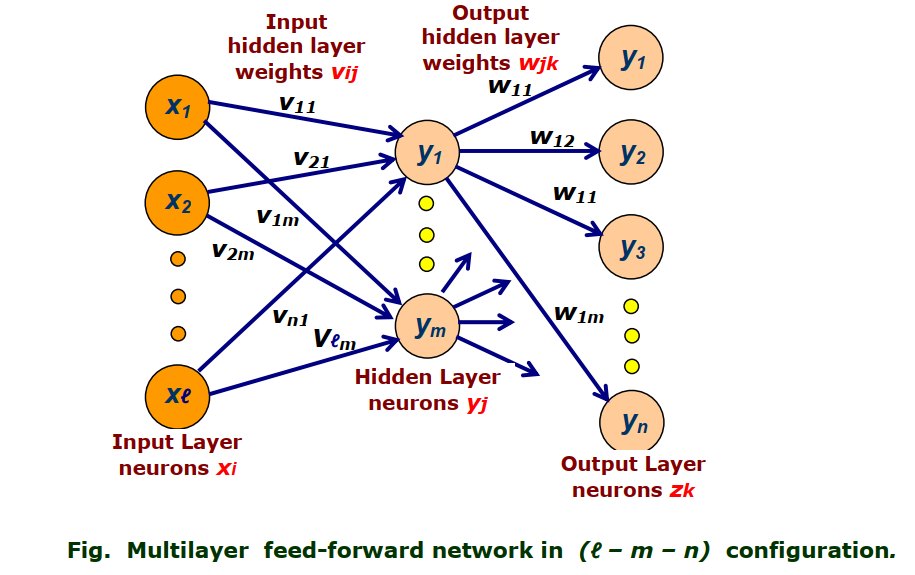 Input
hidden layer
weights vij
Output
hidden layer
weights wjk
x1
x2
xℓ
v11
v21
v1m
v2m
vn1
Vℓm
y1
ym
w11
w12
w11
w1m
y1
y2
y3
yn
Hidden Layer
neurons yj
Input Layer
neurons xi
Output Layer
neurons zk
Fig. Multilayer feed-forward network in (ℓ – m – n) configuration.